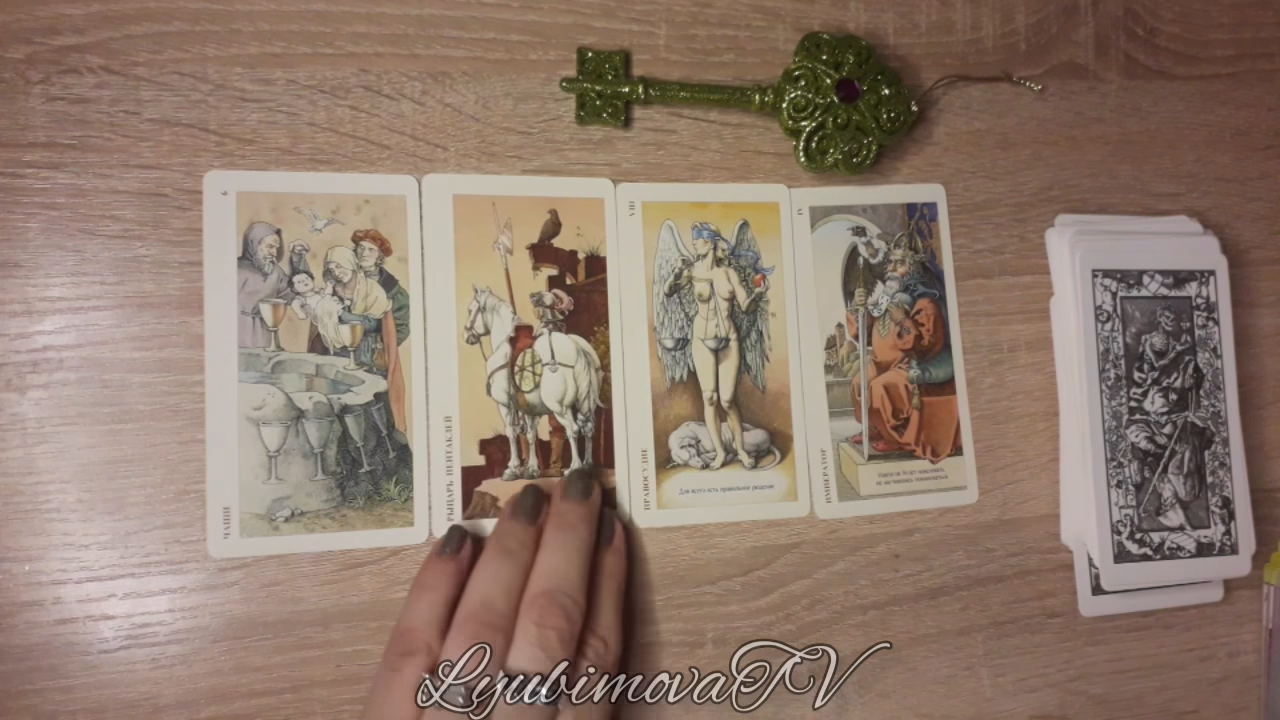 6
ЧАШИ
РЫЦАРЬ ПЕНТАКЛЕЙ
VIII
ПРАВОСУДИЕ
Для всего есть правильное решение
IV
ИМПЕРАТОР
LyubimovaTV